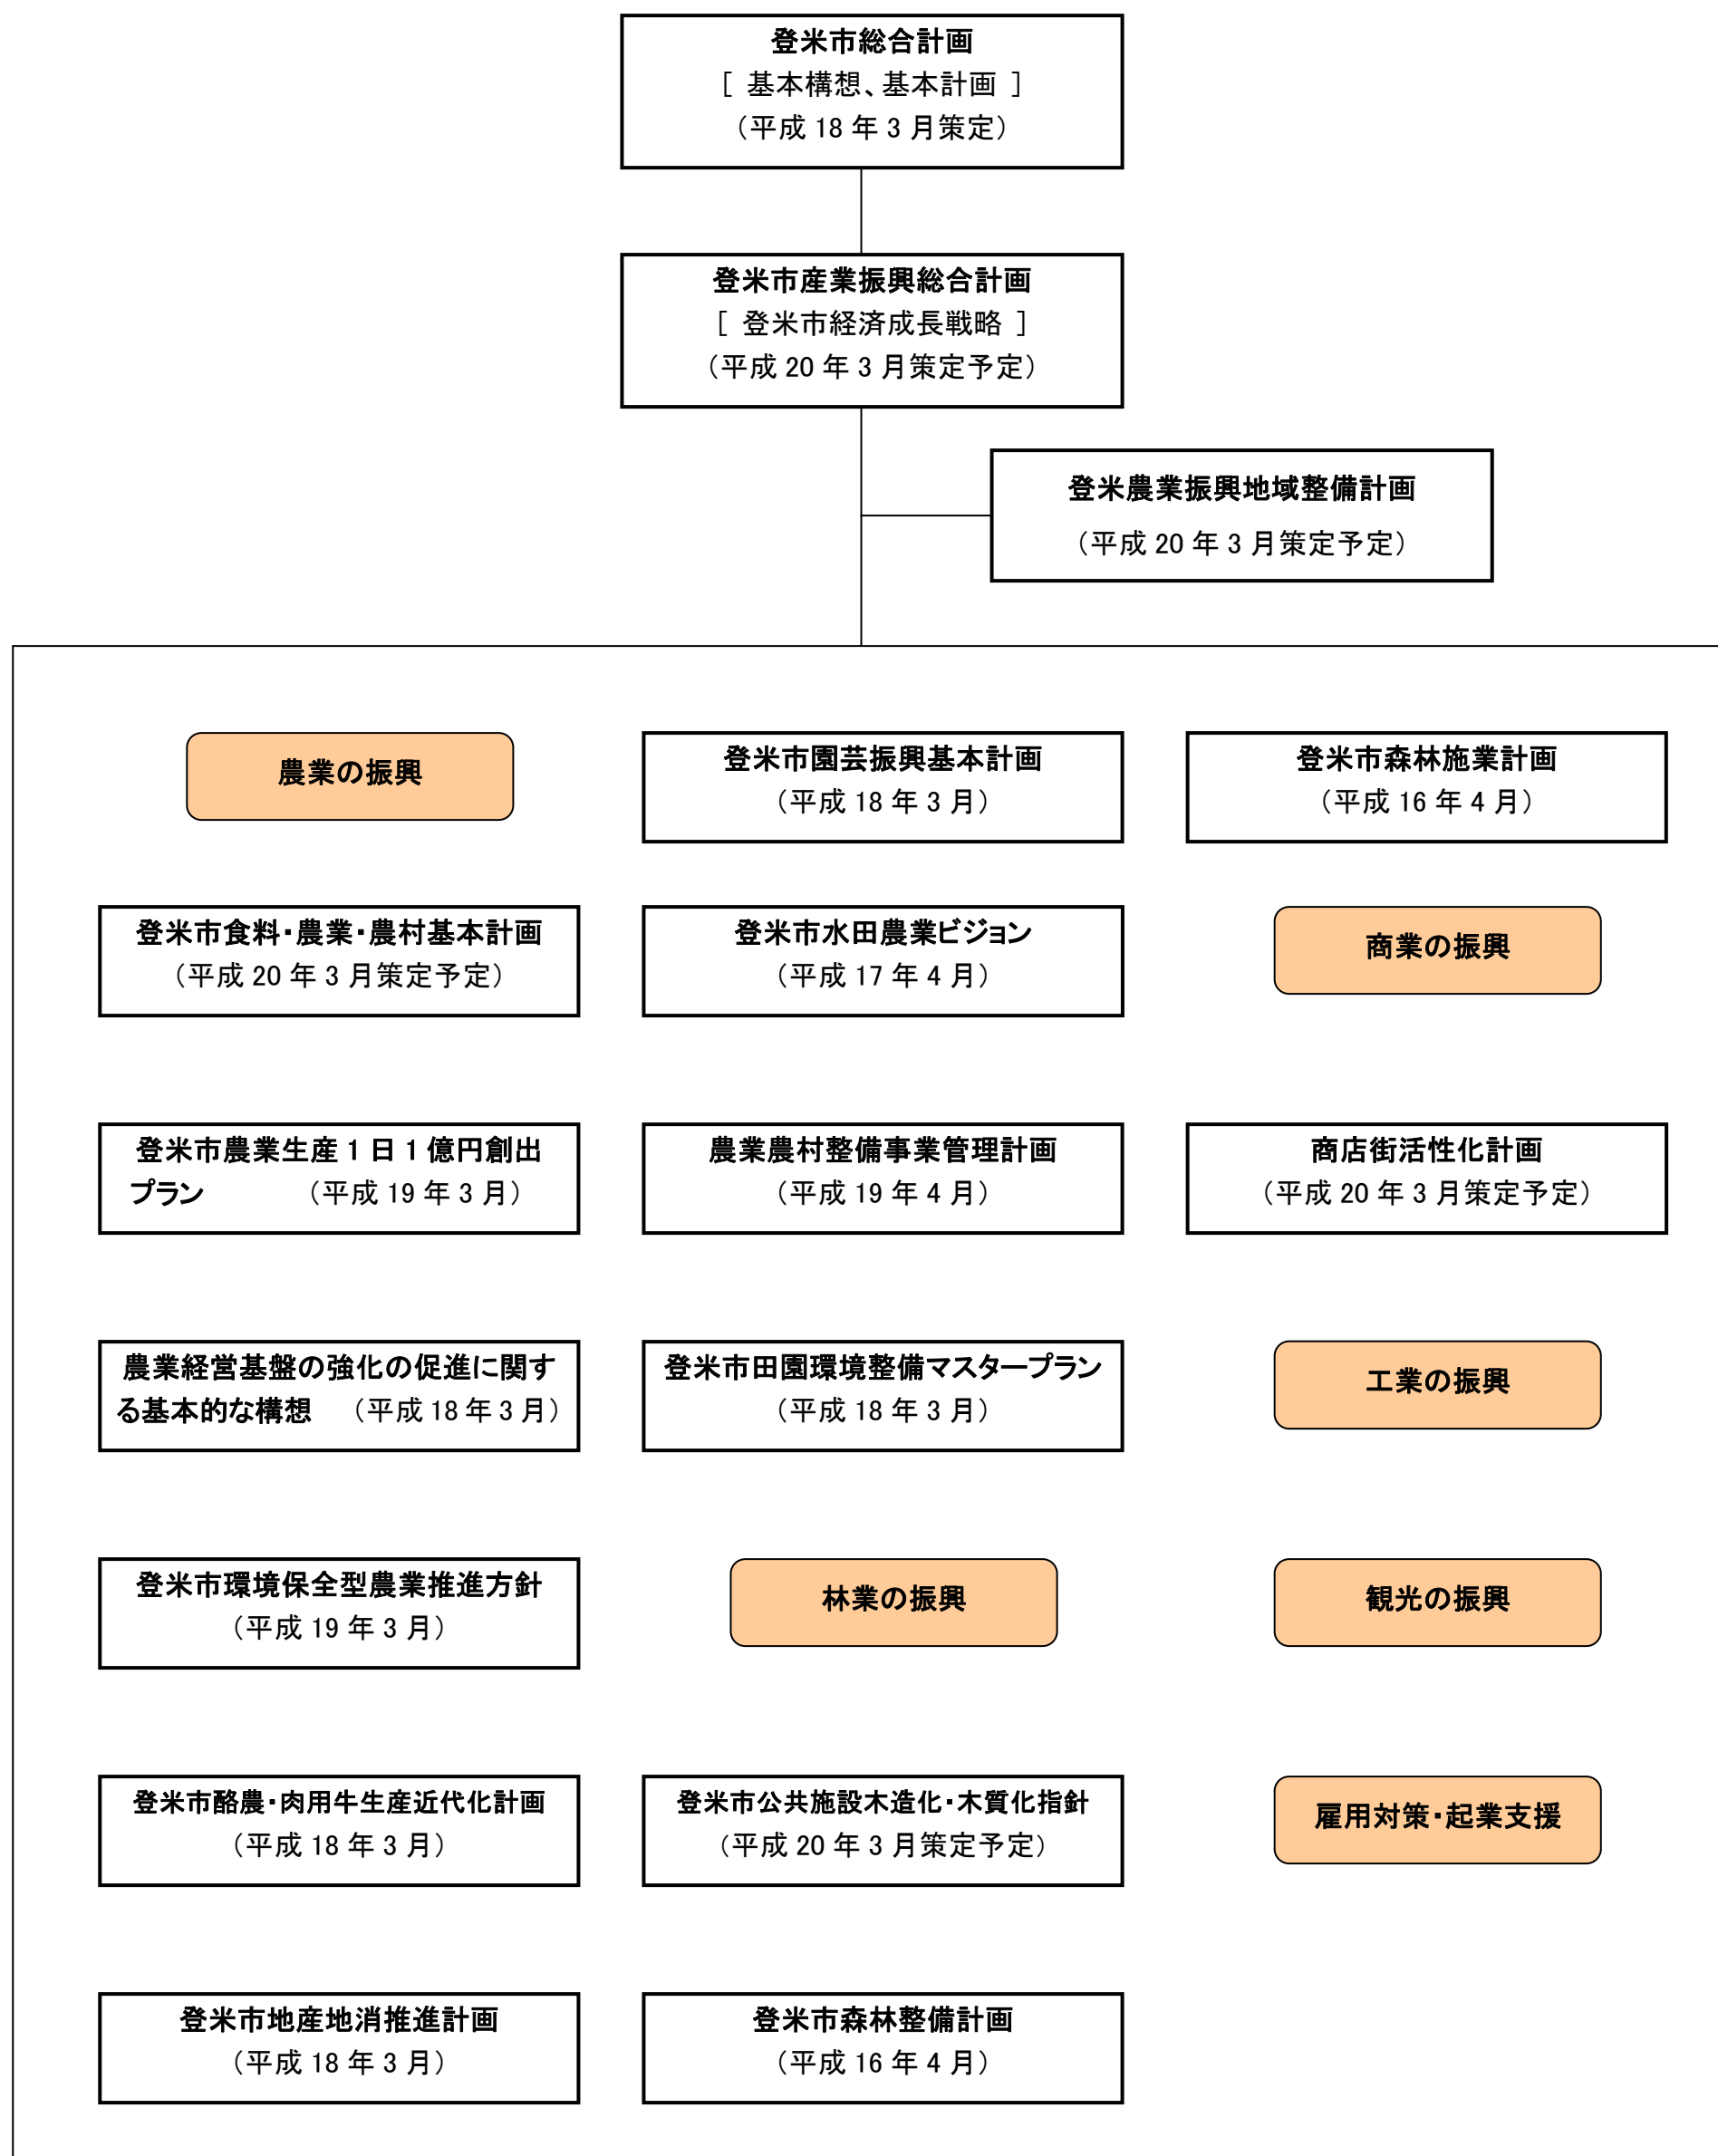 登米市総合計画
[ 基本構想、基本計画 ]
（平成 18 年 3 月策定）
登米市産業振興総合計画
[ 登米市経済成長戦略 ]
（平成 20 年 3 月策定予定）
登米農業振興地域整備計画
（平成 20 年 3 月策定予定）
農業の振興
登米市食料・農業・農村基本計画
（平成 20 年 3 月策定予定）
登米市農業生産 1 日 1 億円創出
プラン （平成 19 年 3 月）
農業経営基盤の強化の促進に関す
る基本的な構想 （平成 18 年 3 月）
登米市環境保全型農業推進方針
（平成 19 年 3 月）
登米市酪農・肉用牛生産近代化計画
（平成 18 年 3 月）
登米市地産地消推進計画
（平成 18 年 3 月）
登米市園芸振興基本計画
（平成 18 年 3 月）
登米市水田農業ビジョン
（平成 17 年 4 月）
農業農村整備事業管理計画
（平成 19 年 4 月）
登米市田園環境整備マスタープラン
（平成 18 年 3 月）
林業の振興
登米市公共施設木造化・木質化指針
（平成 20 年 3 月策定予定）
登米市森林整備計画
（平成 16 年 4 月）
登米市森林施業計画
（平成 16 年 4 月）
商業の振興
商店街活性化計画
（平成 20 年 3 月策定予定）
工業の振興
観光の振興
雇用対策・起業支援